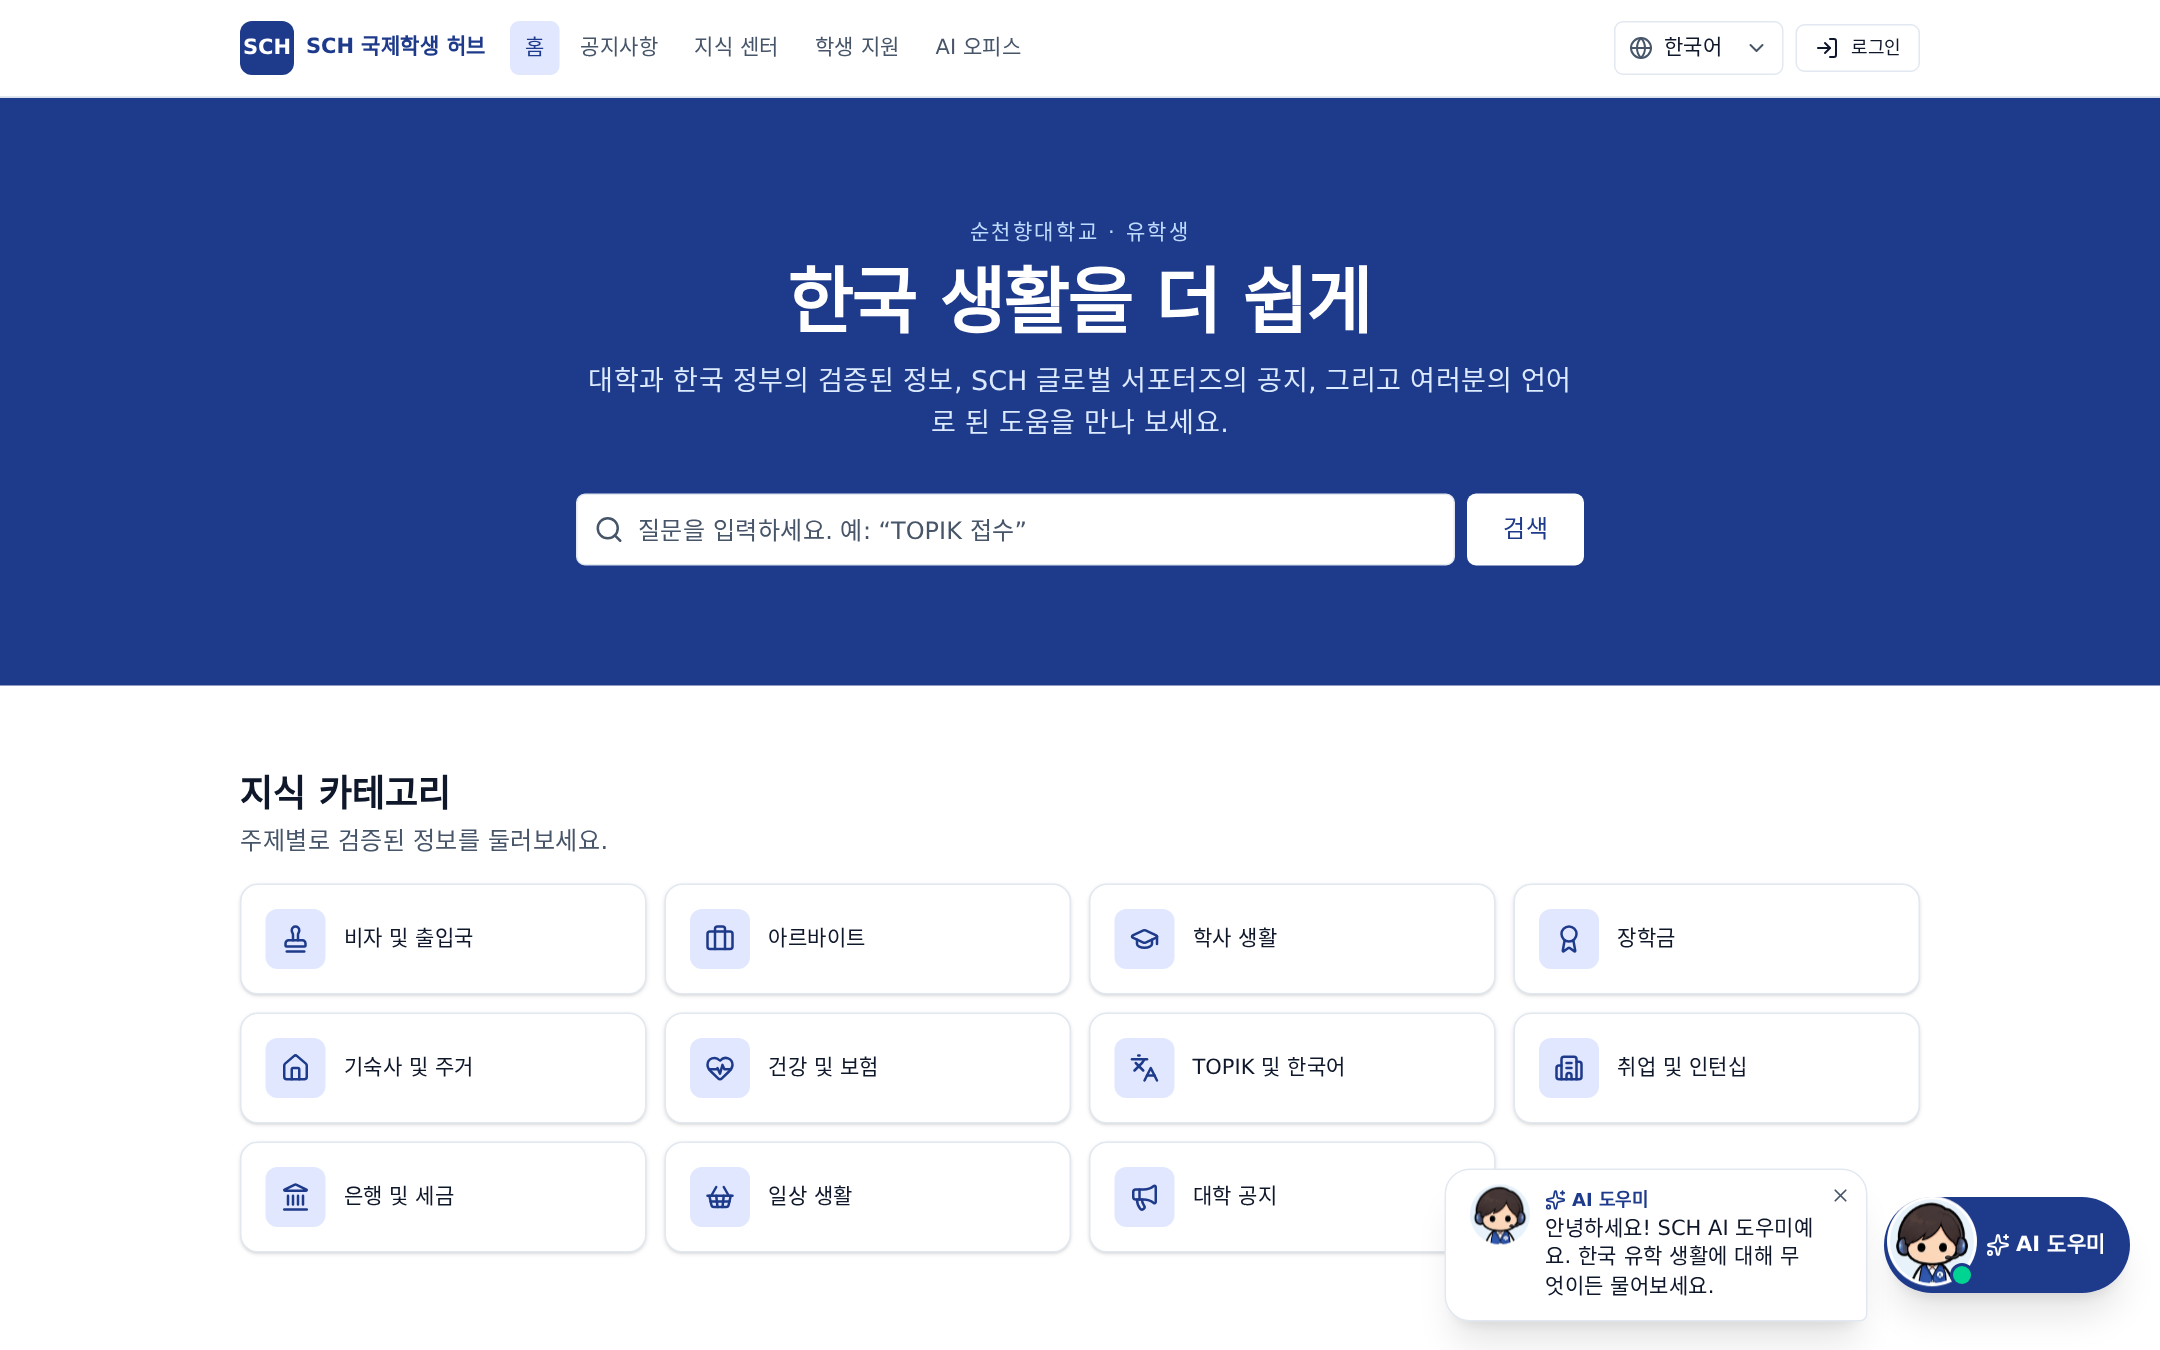 SCH SCH 국제학생 허브 홈 공지사항 지식 센터 학생 지원 AI 오피스 한국어 로그인
순천향대학교 · 유학생
한국 생활을 더 쉽게
대학과 한국 정부의 검증된 정보, SCH 글로벌 서포터즈의 공지, 그리고 여러분의 언어
로 된 도움을 만나 보세요.
질문을 입력하세요. 예: “TOPIK 접수” 검색
지식 카테고리
주제별로 검증된 정보를 둘러보세요.
비자 및 출입국 아르바이트 학사 생활 장학금
기숙사 및 주거 건강 및 보험 TOPIK 및 한국어 취업 및 인턴십
은행 및 세금 일상 생활 대학 공지
AI 도우미
안녕하세요! SCH AI 도우미예
요. 한국 유학 생활에 대해 무
엇이든 물어보세요.
AI 도우미